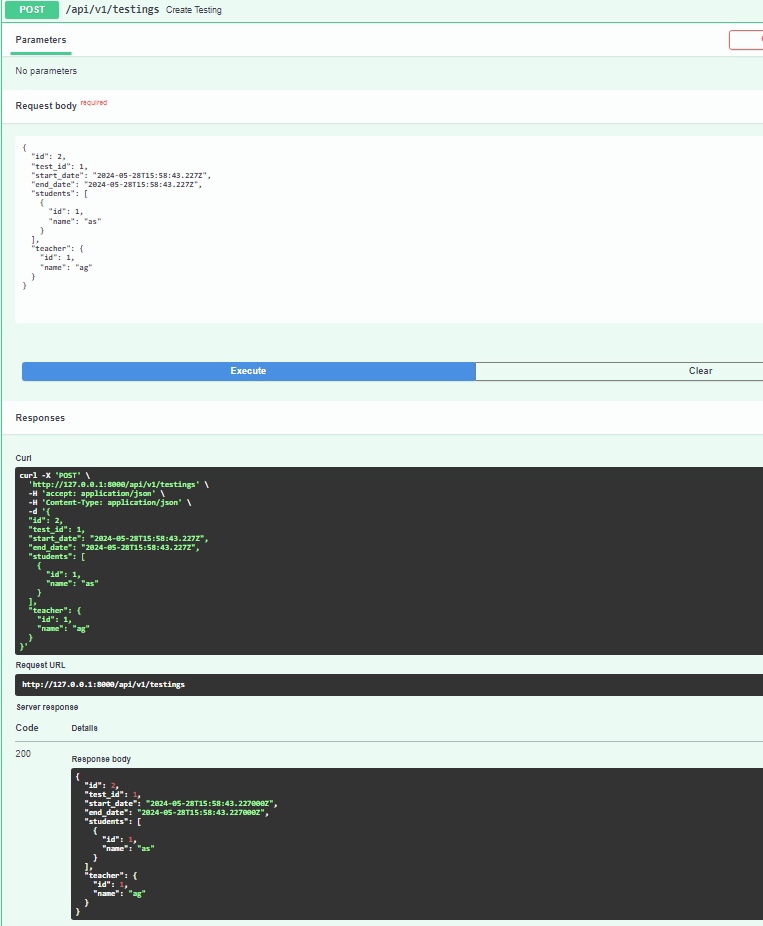 POST /api/v1/testings Create Testing
Parameters
No parameters
Request body required
{
  "id": 2,
  "test_id": 1,
  "start_date": "2024-05-28T15:58:43.227Z",
  "end_date": "2024-05-28T15:58:43.227Z",
  "students": [
    {
      "id": 1,
      "name": "as"
    }
  ],
  "teacher": {
    "id": 1,
    "name": "ag"
  }
}
Execute Clear
Responses
Curl
curl -X 'POST' \
  'http://127.0.0.1:8000/api/v1/testings' \
  -H 'accept: application/json' \
  -H 'Content-Type: application/json' \
  -d '{
  "id": 2,
  "test_id": 1,
  "start_date": "2024-05-28T15:58:43.227Z",
  "end_date": "2024-05-28T15:58:43.227Z",
  "students": [
    {
      "id": 1,
      "name": "as"
    }
  ],
  "teacher": {
    "id": 1,
    "name": "ag"
  }
}'
Request URL
http://127.0.0.1:8000/api/v1/testings
Server response
Code Details
200
Response body
{
  "id": 2,
  "test_id": 1,
  "start_date": "2024-05-28T15:58:43.227000Z",
  "end_date": "2024-05-28T15:58:43.227000Z",
  "students": [
    {
      "id": 1,
      "name": "as"
    }
  ],
  "teacher": {
    "id": 1,
    "name": "ag"
  }
}